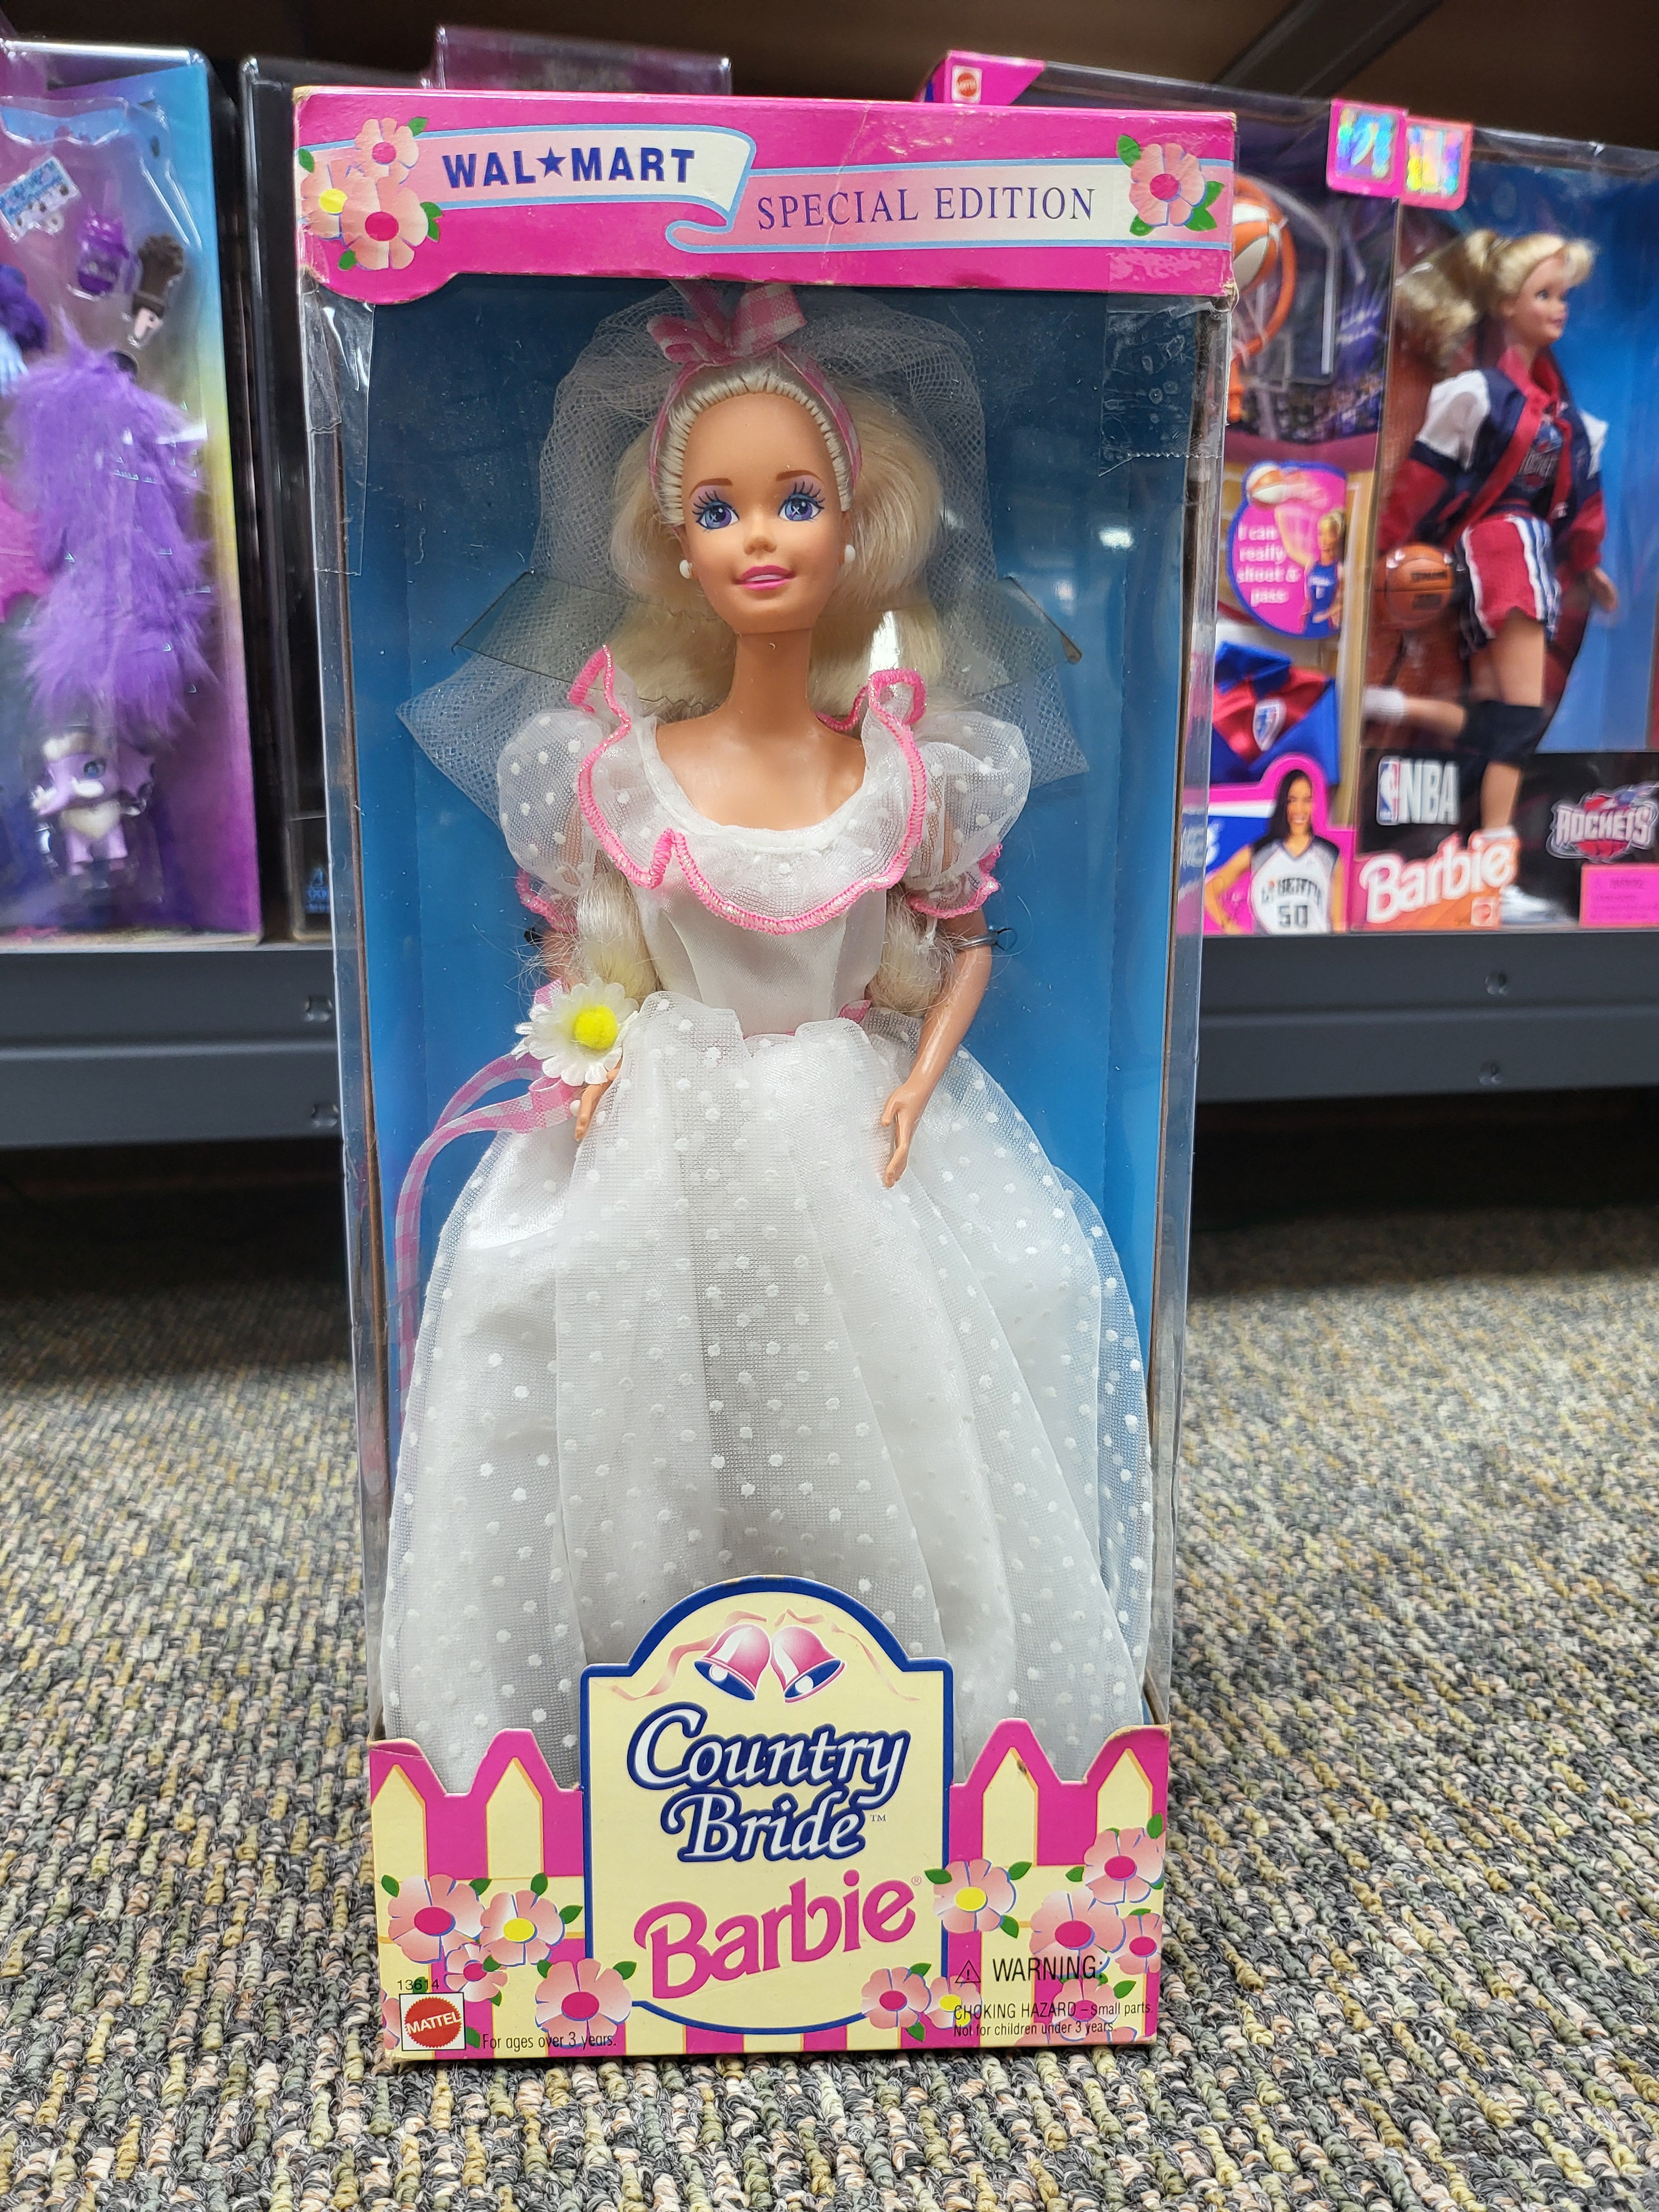 WAL★MART
SPECIAL EDITION
I can
really
shoot &
pass
NBA
ROCKETS
Barbie
LIBERTY
50
Country
Bride™
Barbie®
13614
MATTEL
For ages over 3 years.
⚠ WARNING:
CHOKING HAZARD – Small parts.
Not for children under 3 years.